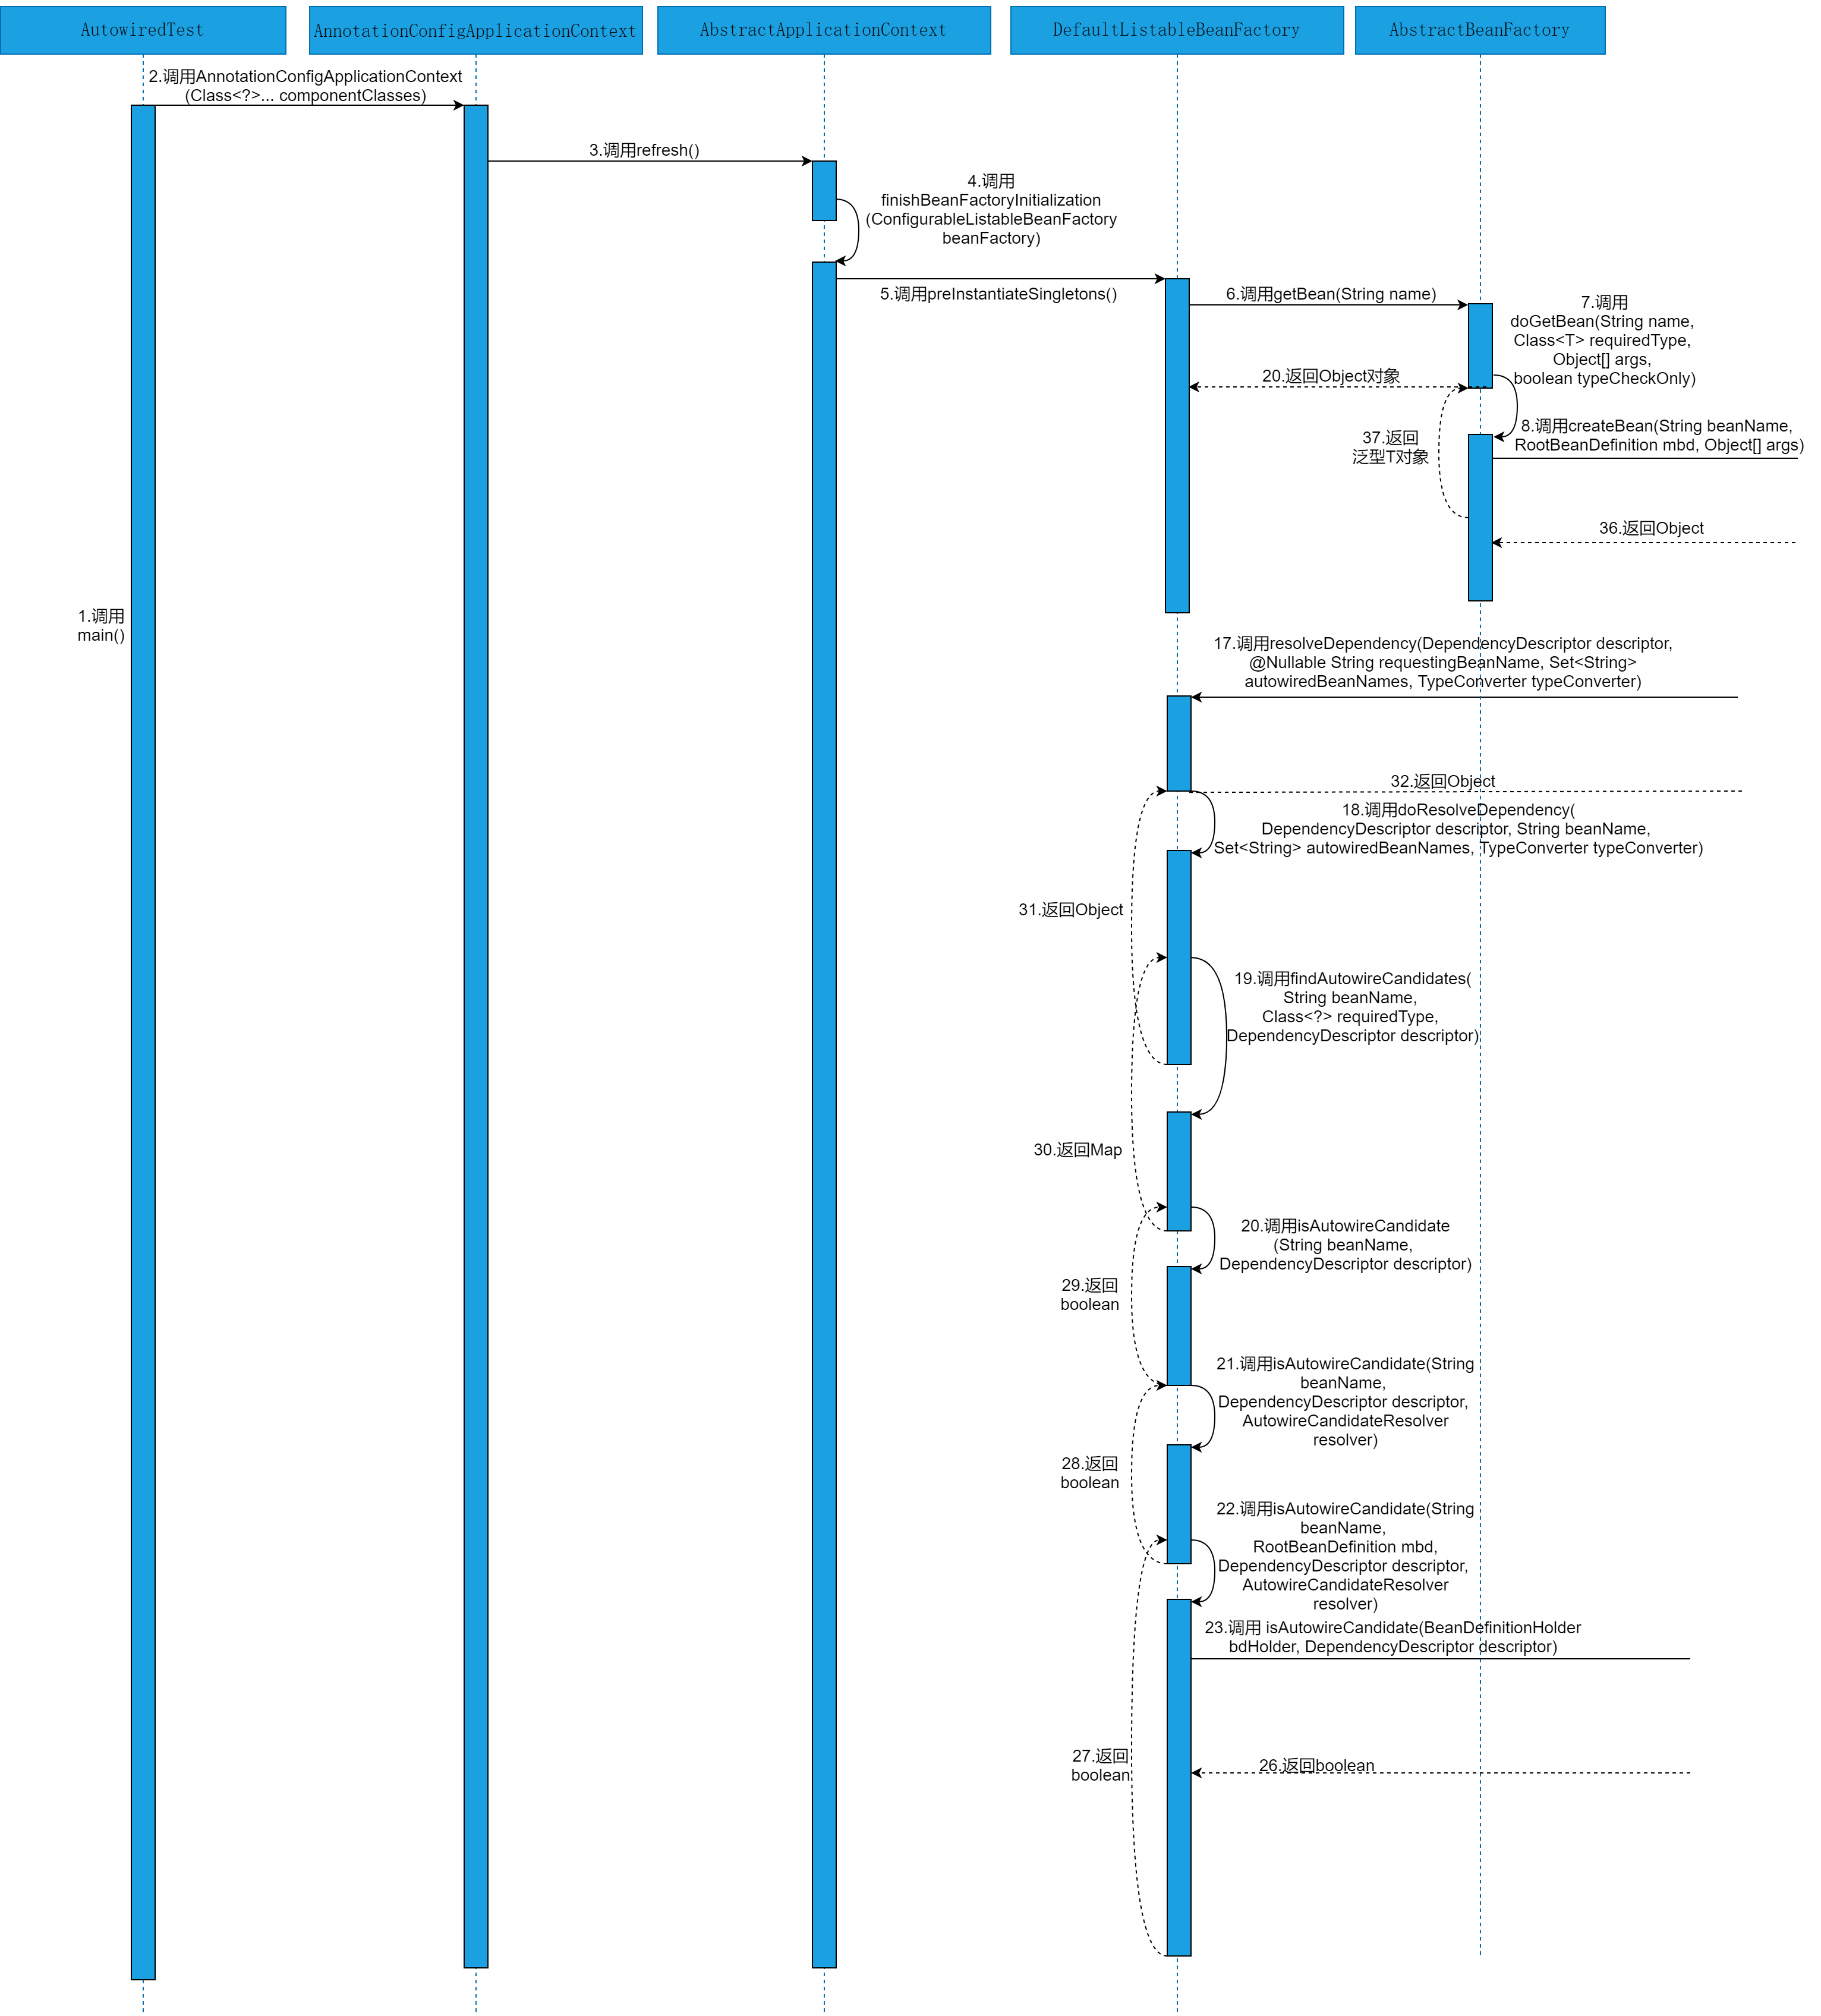 AutowiredTest
AnnotationConfigApplicationContext
AbstractApplicationContext
DefaultListableBeanFactory
AbstractBeanFactory
2.调用AnnotationConfigApplicationContext
(Class<?>... componentClasses)
3.调用refresh()
4.调用
finishBeanFactoryInitialization
(ConfigurableListableBeanFactory
beanFactory)
5.调用preInstantiateSingletons()
6.调用getBean(String name)
7.调用
doGetBean(String name,
Class<T> requiredType,
Object[] args,
boolean typeCheckOnly)
20.返回Object对象
8.调用createBean(String beanName,
RootBeanDefinition mbd, Object[] args)
37.返回
泛型T对象
36.返回Object
1.调用
main()
17.调用resolveDependency(DependencyDescriptor descriptor,
@Nullable String requestingBeanName, Set<String>
autowiredBeanNames, TypeConverter typeConverter)
32.返回Object
18.调用doResolveDependency(
DependencyDescriptor descriptor, String beanName,
Set<String> autowiredBeanNames, TypeConverter typeConverter)
31.返回Object
19.调用findAutowireCandidates(
String beanName,
Class<?> requiredType,
DependencyDescriptor descriptor)
30.返回Map
20.调用isAutowireCandidate
(String beanName,
DependencyDescriptor descriptor)
29.返回
boolean
21.调用isAutowireCandidate(String
beanName,
DependencyDescriptor descriptor,
AutowireCandidateResolver
resolver)
28.返回
boolean
22.调用isAutowireCandidate(String
beanName,
RootBeanDefinition mbd,
DependencyDescriptor descriptor,
AutowireCandidateResolver
resolver)
23.调用 isAutowireCandidate(BeanDefinitionHolder
bdHolder, DependencyDescriptor descriptor)
27.返回
boolean
26.返回boolean